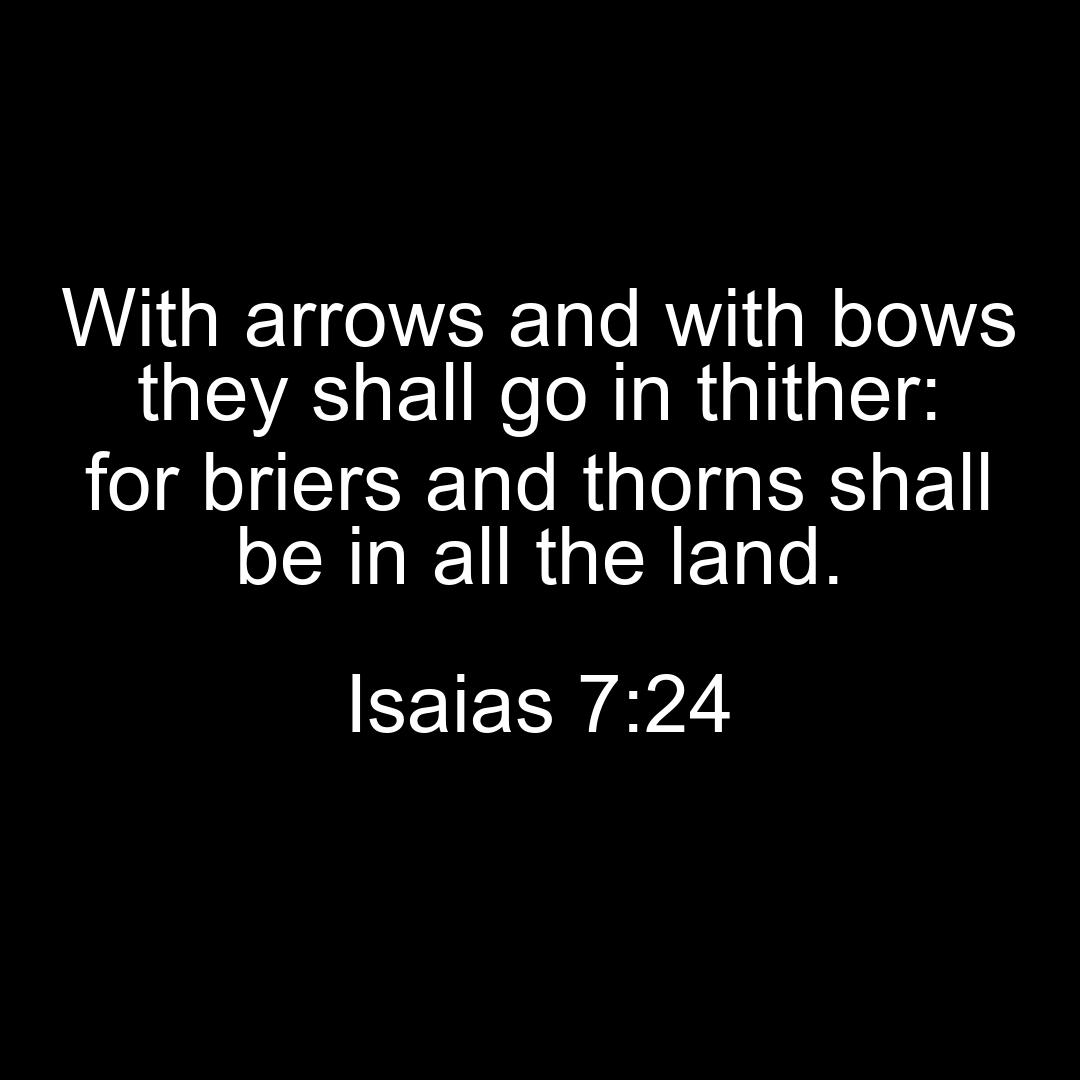 With arrows and with bows
they shall go in thither:
for briers and thorns shall
be in all the land.
Isaias 7:24